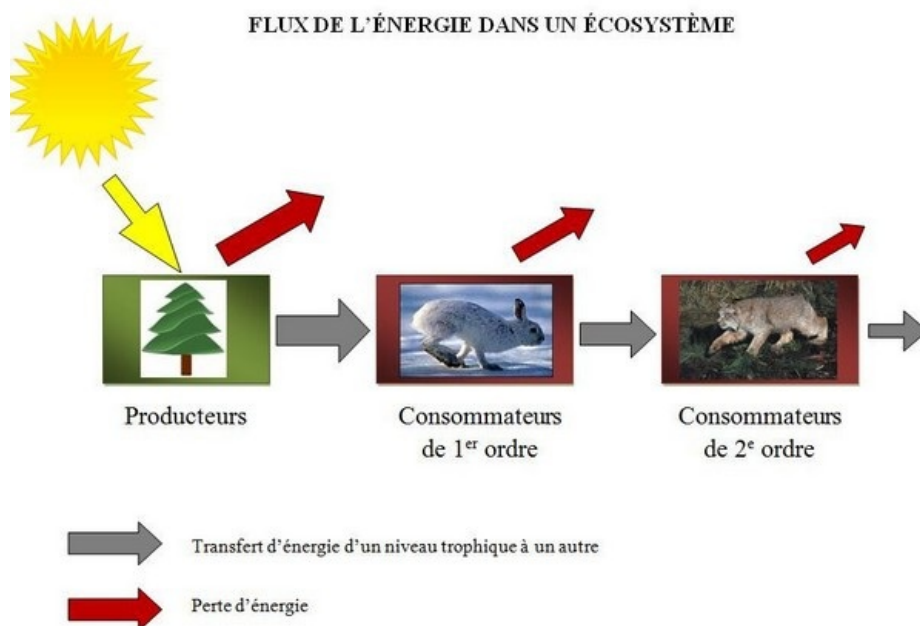 FLUX DE L'ÉNERGIE DANS UN ÉCOSYSTÈME
Producteurs
Consommateurs
de 1er ordre
Consommateurs
de 2e ordre
Transfert d'énergie d'un niveau trophique à un autre
Perte d'énergie